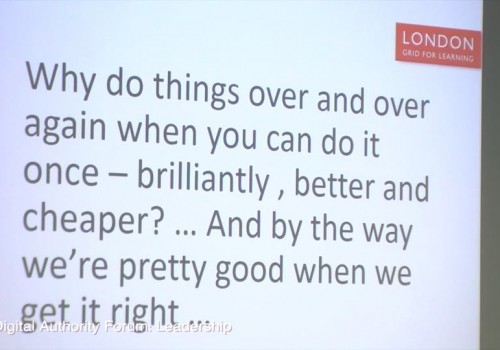 LONDON
GRID FOR LEARNING
Why do things over and over
again when you can do it
once – brilliantly , better and
cheaper? ... And by the way
we're pretty good when we
get it right ...
Digital Authority Forum: Leadership